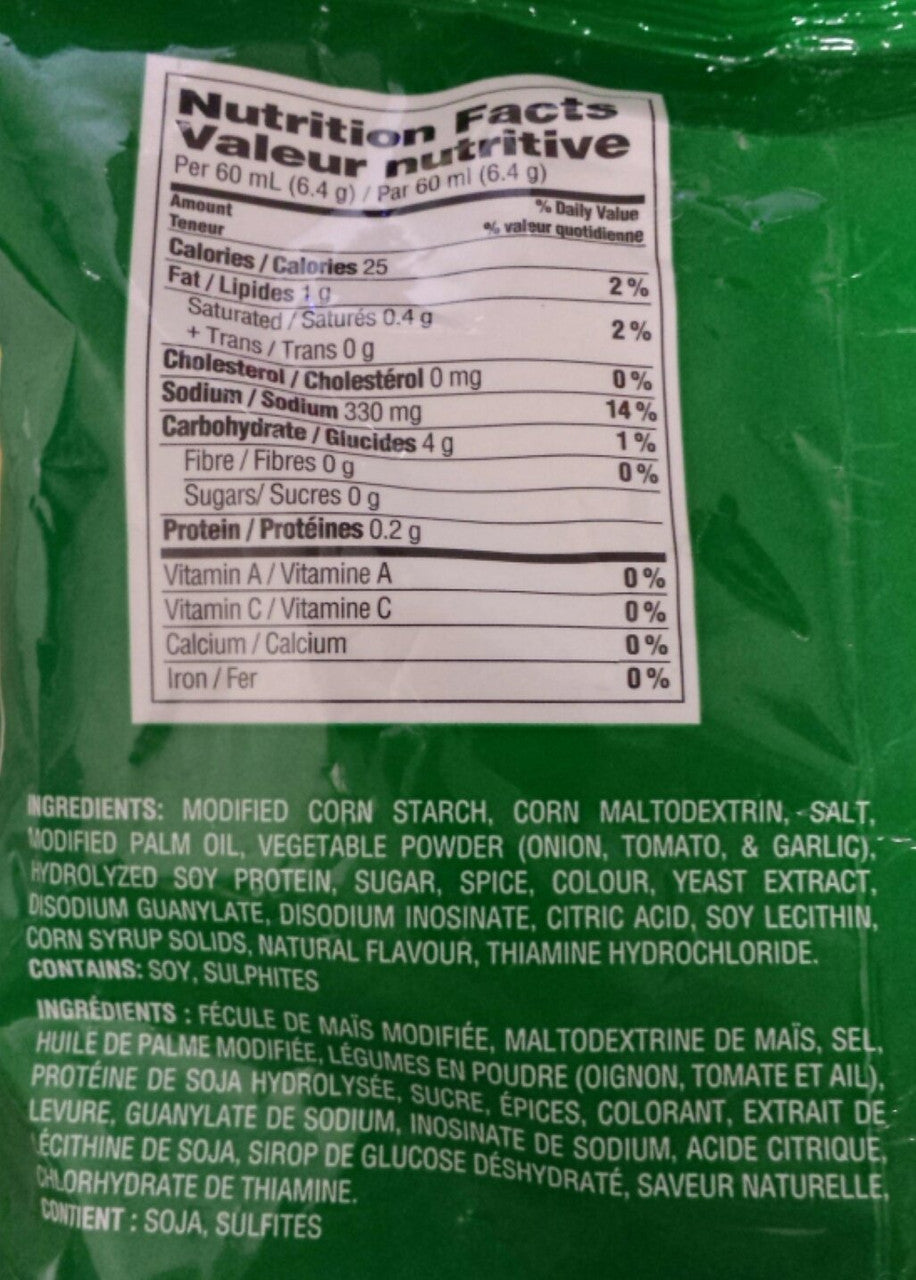 Nutrition Facts
Valeur nutritive
Per 60 mL (6.4 g) / Par 60 ml (6.4 g)
Amount % Daily Value
Teneur % valeur quotidienne
Calories / Calories 25
Fat / Lipides 1 g 2 %
Saturated / Saturés 0.4 g 2 %
+ Trans / Trans 0 g
Cholesterol / Cholestérol 0 mg 0 %
Sodium / Sodium 330 mg 14 %
Carbohydrate / Glucides 4 g 1 %
Fibre / Fibres 0 g 0 %
Sugars/ Sucres 0 g
Protein / Protéines 0.2 g
Vitamin A / Vitamine A 0 %
Vitamin C / Vitamine C 0 %
Calcium / Calcium 0 %
Iron / Fer 0 %
INGREDIENTS: MODIFIED CORN STARCH, CORN MALTODEXTRIN, SALT,
MODIFIED PALM OIL, VEGETABLE POWDER (ONION, TOMATO, & GARLIC),
HYDROLYZED SOY PROTEIN, SUGAR, SPICE, COLOUR, YEAST EXTRACT,
DISODIUM GUANYLATE, DISODIUM INOSINATE, CITRIC ACID, SOY LECITHIN,
CORN SYRUP SOLIDS, NATURAL FLAVOUR, THIAMINE HYDROCHLORIDE.
CONTAINS: SOY, SULPHITES
INGRÉDIENTS : FÉCULE DE MAÏS MODIFIÉE, MALTODEXTRINE DE MAÏS, SEL,
HUILE DE PALME MODIFIÉE, LÉGUMES EN POUDRE (OIGNON, TOMATE ET AIL),
PROTÉINE DE SOJA HYDROLYSÉE, SUCRE, ÉPICES, COLORANT, EXTRAIT DE
LEVURE, GUANYLATE DE SODIUM, INOSINATE DE SODIUM, ACIDE CITRIQUE,
LÉCITHINE DE SOJA, SIROP DE GLUCOSE DÉSHYDRATÉ, SAVEUR NATURELLE,
CHLORHYDRATE DE THIAMINE.
CONTIENT : SOJA, SULFITES